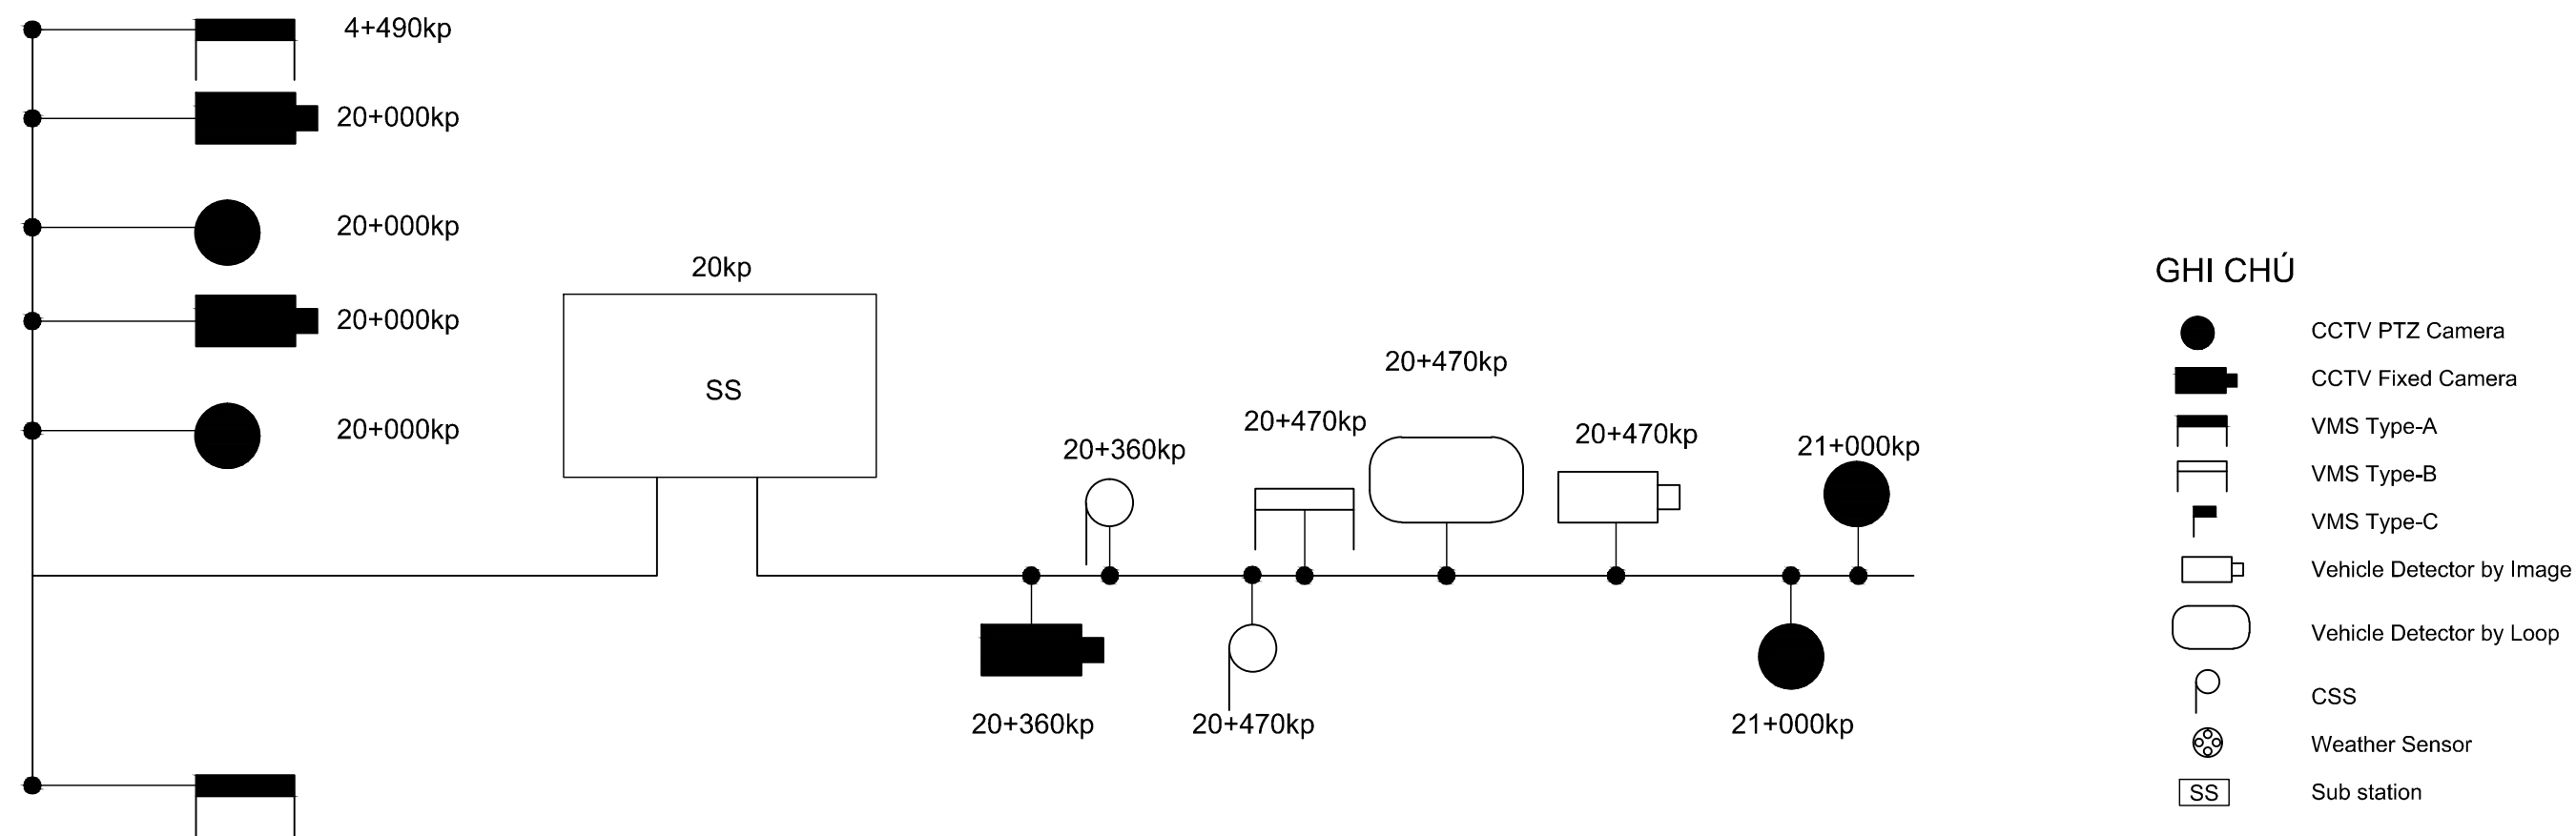 4+490kp
20+000kp
20+000kp
20+000kp
20+000kp
20kp
SS
20+360kp
20+470kp
20+470kp
20+470kp
21+000kp
20+360kp
20+470kp
21+000kp
GHI CHÚ
CCTV PTZ Camera
CCTV Fixed Camera
VMS Type-A
VMS Type-B
VMS Type-C
Vehicle Detector by Image
Vehicle Detector by Loop
CSS
Weather Sensor
SS Sub station